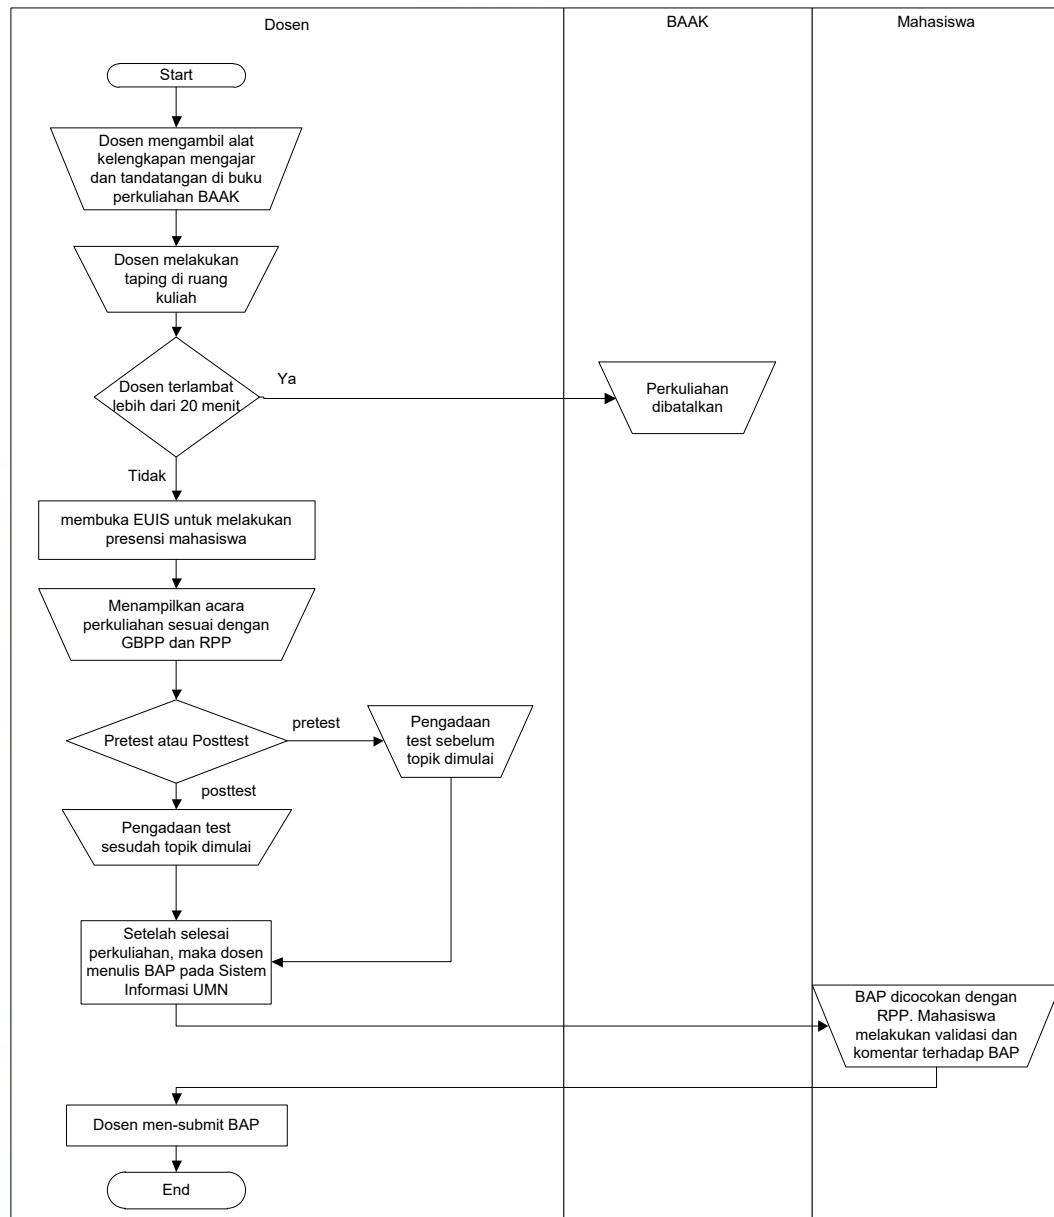 Dosen
BAAK
Mahasiswa
Start
Dosen mengambil alat
kelengkapan mengajar
dan tandatangan di buku
perkuliahan BAAK
Dosen melakukan
taping di ruang
kuliah
Dosen terlambat
lebih dari 20 menit
Ya
Perkuliahan
dibatalkan
Tidak
membuka EUIS untuk melakukan
presensi mahasiswa
Menampilkan acara
perkuliahan sesuai dengan
GBPP dan RPP
Pretest atau Posttest
pretest
Pengadaan
test sebelum
topik dimulai
posttest
Pengadaan test
sesudah topik dimulai
Setelah selesai
perkuliahan, maka dosen
menulis BAP pada Sistem
Informasi UMN
BAP dicocokan dengan
RPP. Mahasiswa
melakukan validasi dan
komentar terhadap BAP
Dosen men-submit BAP
End